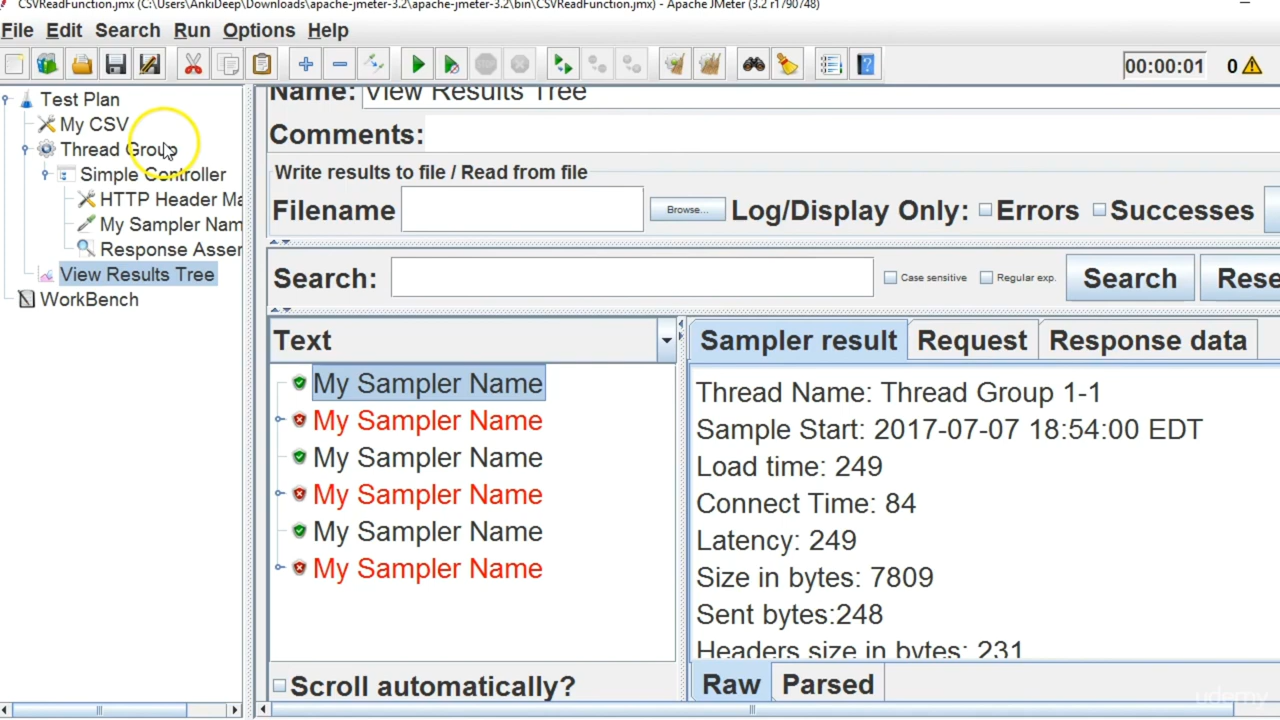 CSVReadFunction.jmx (C:\Users\AnkiDeep\Downloads\apache-jmeter-3.2\apache-jmeter-3.2\bin\CSVReadFunction.jmx) - Apache JMeter (3.2 r1790748)
File Edit Search Run Options Help
00:00:01 0
Test Plan
My CSV
Thread Group
Simple Controller
HTTP Header Ma
My Sampler Nam
Response Asser
View Results Tree
WorkBench
Name: View Results Tree
Comments:
Write results to file / Read from file
Filename Browse... Log/Display Only: Errors Successes
Search: Case sensitive Regular exp. Search Rese
Text
My Sampler Name
My Sampler Name
My Sampler Name
My Sampler Name
My Sampler Name
My Sampler Name
Scroll automatically?
Sampler result Request Response data
Thread Name: Thread Group 1-1
Sample Start: 2017-07-07 18:54:00 EDT
Load time: 249
Connect Time: 84
Latency: 249
Size in bytes: 7809
Sent bytes:248
Headers size in bytes: 231
Raw Parsed
udemy